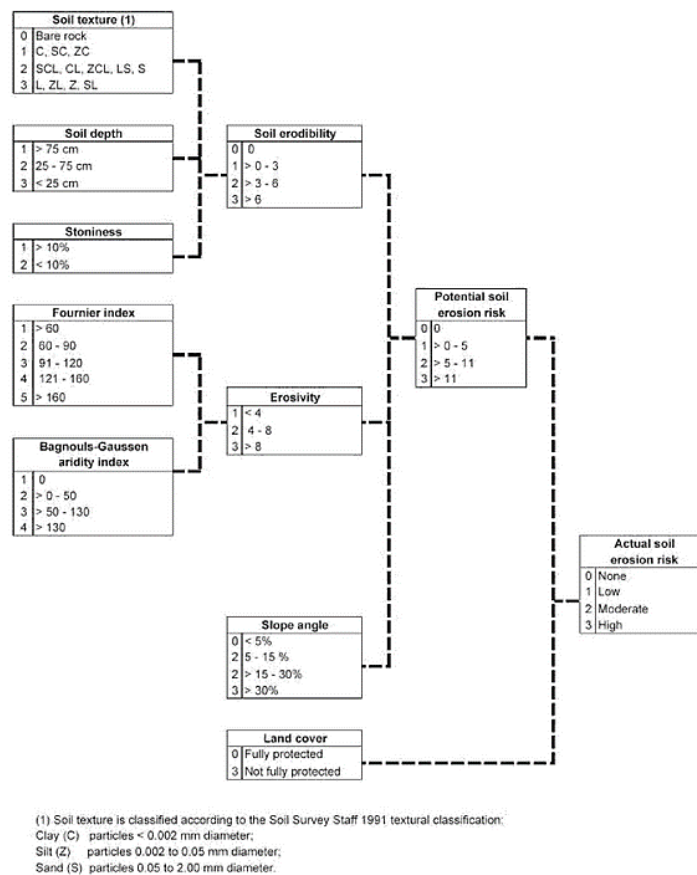 Soil texture (1)
0 Bare rock
1 C, SC, ZC
2 SCL, CL, ZCL, LS, S
3 L, ZL, Z, SL
Soil depth
1 > 75 cm
2 25 - 75 cm
3 < 25 cm
Stoniness
1 > 10%
2 < 10%
Soil erodibility
0 0
1 > 0 - 3
2 > 3 - 6
3 > 6
Fournier index
1 > 60
2 60 - 90
3 91 - 120
4 121 - 160
5 > 160
Bagnouls-Gaussen
aridity index
1 0
2 > 0 - 50
3 > 50 - 130
4 > 130
Erosivity
1 < 4
2 4 - 8
3 > 8
Potential soil
erosion risk
0 0
1 > 0 - 5
2 > 5 - 11
3 > 11
Slope angle
0 < 5%
2 5 - 15 %
2 > 15 - 30%
3 > 30%
Land cover
0 Fully protected
3 Not fully protected
Actual soil
erosion risk
0 None
1 Low
2 Moderate
3 High
(1) Soil texture is classified according to the Soil Survey Staff 1991 textural classification:
Clay (C) particles < 0.002 mm diameter;
Silt (Z) particles 0.002 to 0.05 mm diameter;
Sand (S) particles 0.05 to 2.00 mm diameter.